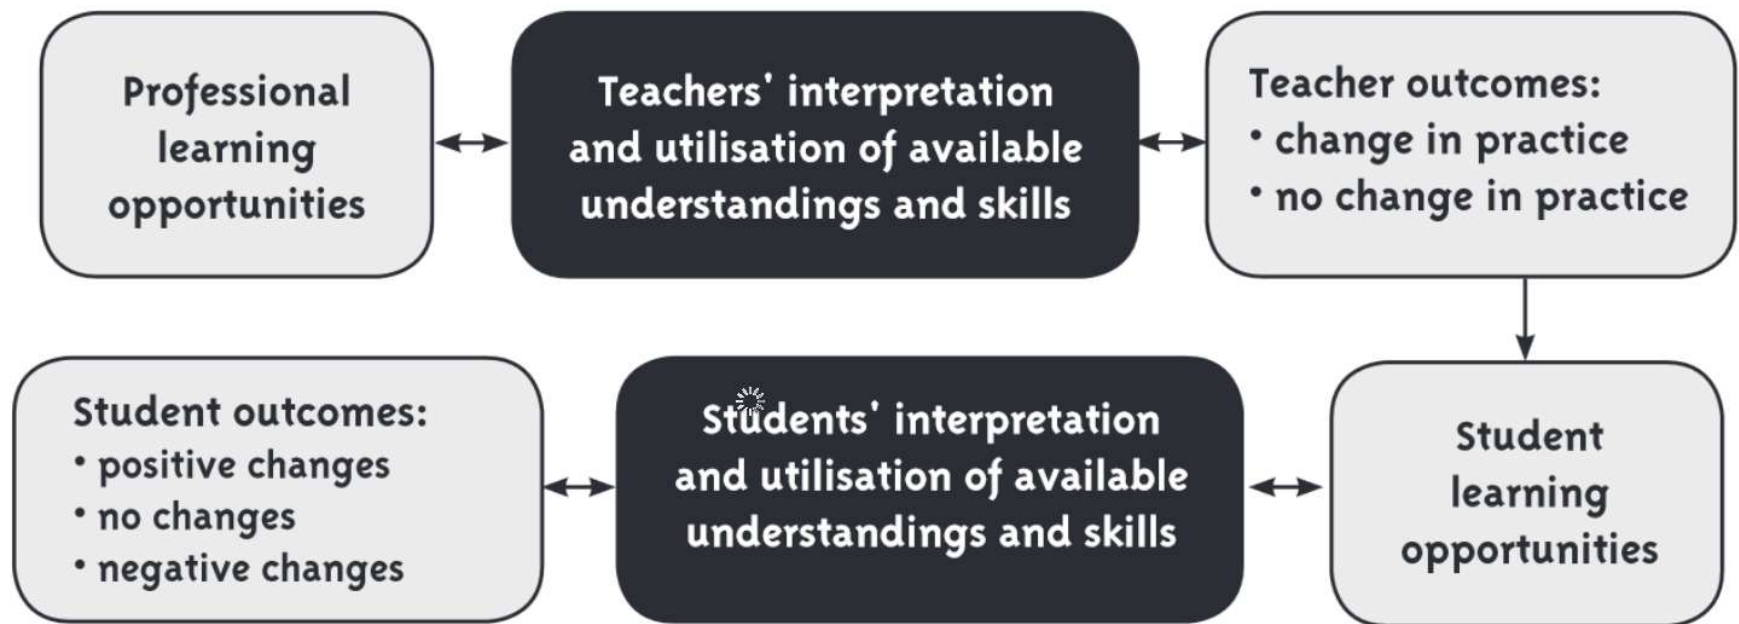 Professional
learning
opportunities
Teachers' interpretation
and utilisation of available
understandings and skills
Teacher outcomes:
• change in practice
• no change in practice
Student outcomes:
• positive changes
• no changes
• negative changes
Students' interpretation
and utilisation of available
understandings and skills
Student
learning
opportunities